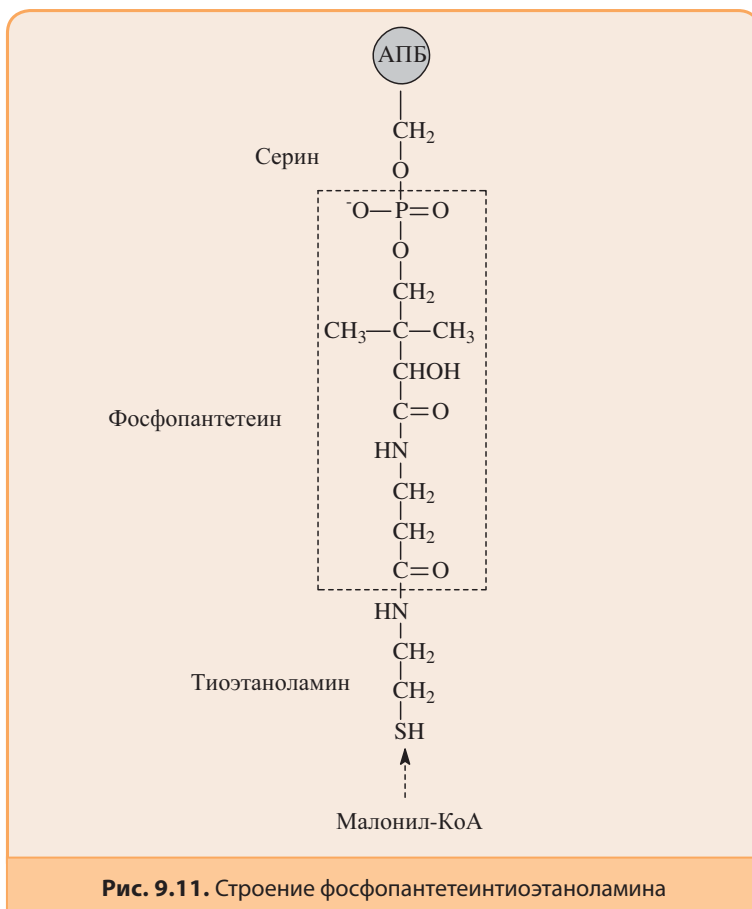 АПБ
CH₂
Серин
O
⁻O—P=O
O
CH₂
CH₃—C—CH₃
CHOH
Фосфопантетеин
C=O
HN
CH₂
CH₂
C=O
HN
CH₂
Тиоэтаноламин
CH₂
SH
Малонил-КоА
Рис. 9.11. Строение фосфопантетеинтиоэтаноламина